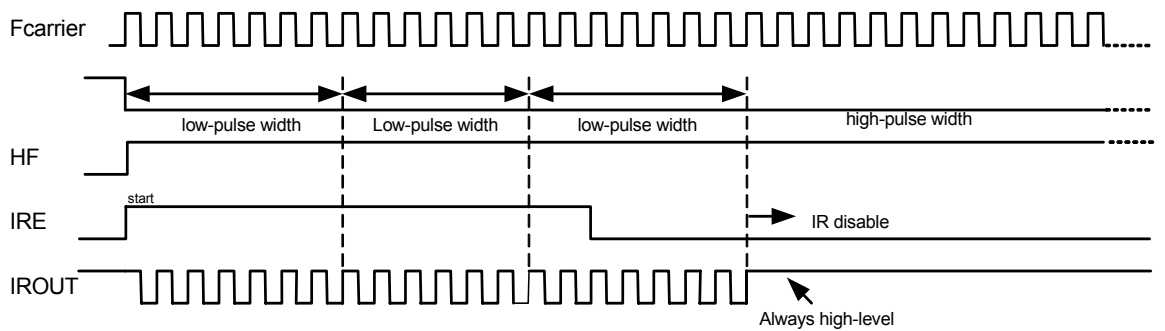 Fcarrier
low-pulse width
Low-pulse width
low-pulse width
high-pulse width
HF
start
IRE
IR disable
IROUT
Always high-level